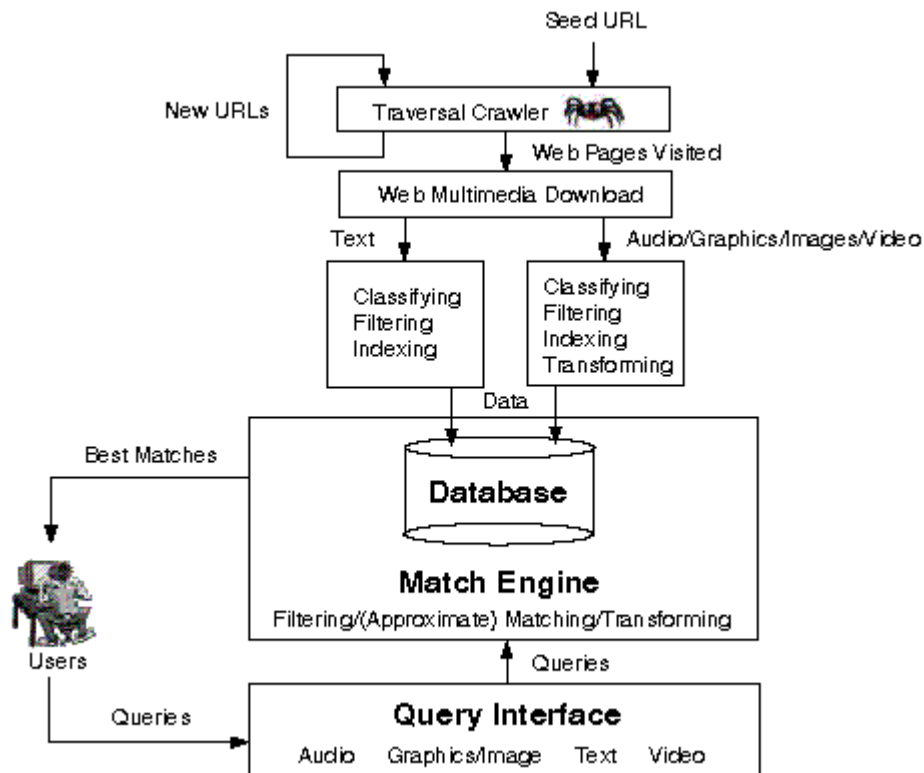 Seed URL
New URLs
Traversal Crawler
Web Pages Visited
Web Multimedia Download
Text
Audio/Graphics/Images/Video
Classifying
Filtering
Indexing
Classifying
Filtering
Indexing
Transforming
Data
Best Matches
Database
Match Engine
Filtering/(Approximate) Matching/Transforming
Users
Queries
Queries
Query Interface
Audio Graphics/Image Text Video